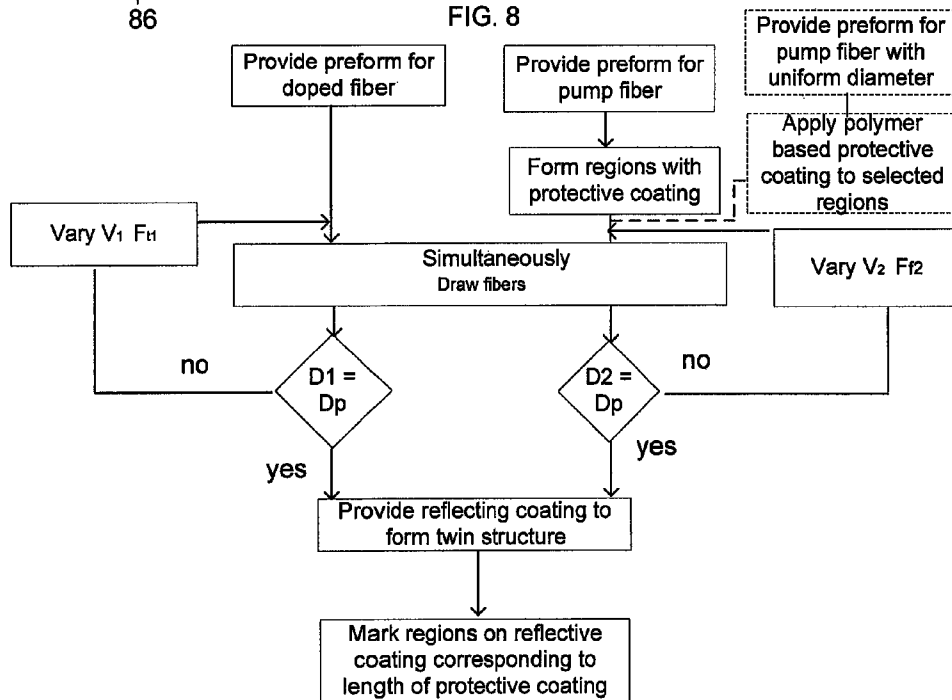 86
FIG. 8
Provide preform for
doped fiber
Provide preform for
pump fiber
Provide preform for
pump fiber with
uniform diameter
Form regions with
protective coating
Apply polymer
based protective
coating to selected
regions
Vary V1 Ft1
Simultaneously
Draw fibers
Vary V2 Ff2
no
D1 =
Dp
D2 =
Dp
no
yes
yes
Provide reflecting coating to
form twin structure
Mark regions on reflective
coating corresponding to
length of protective coating